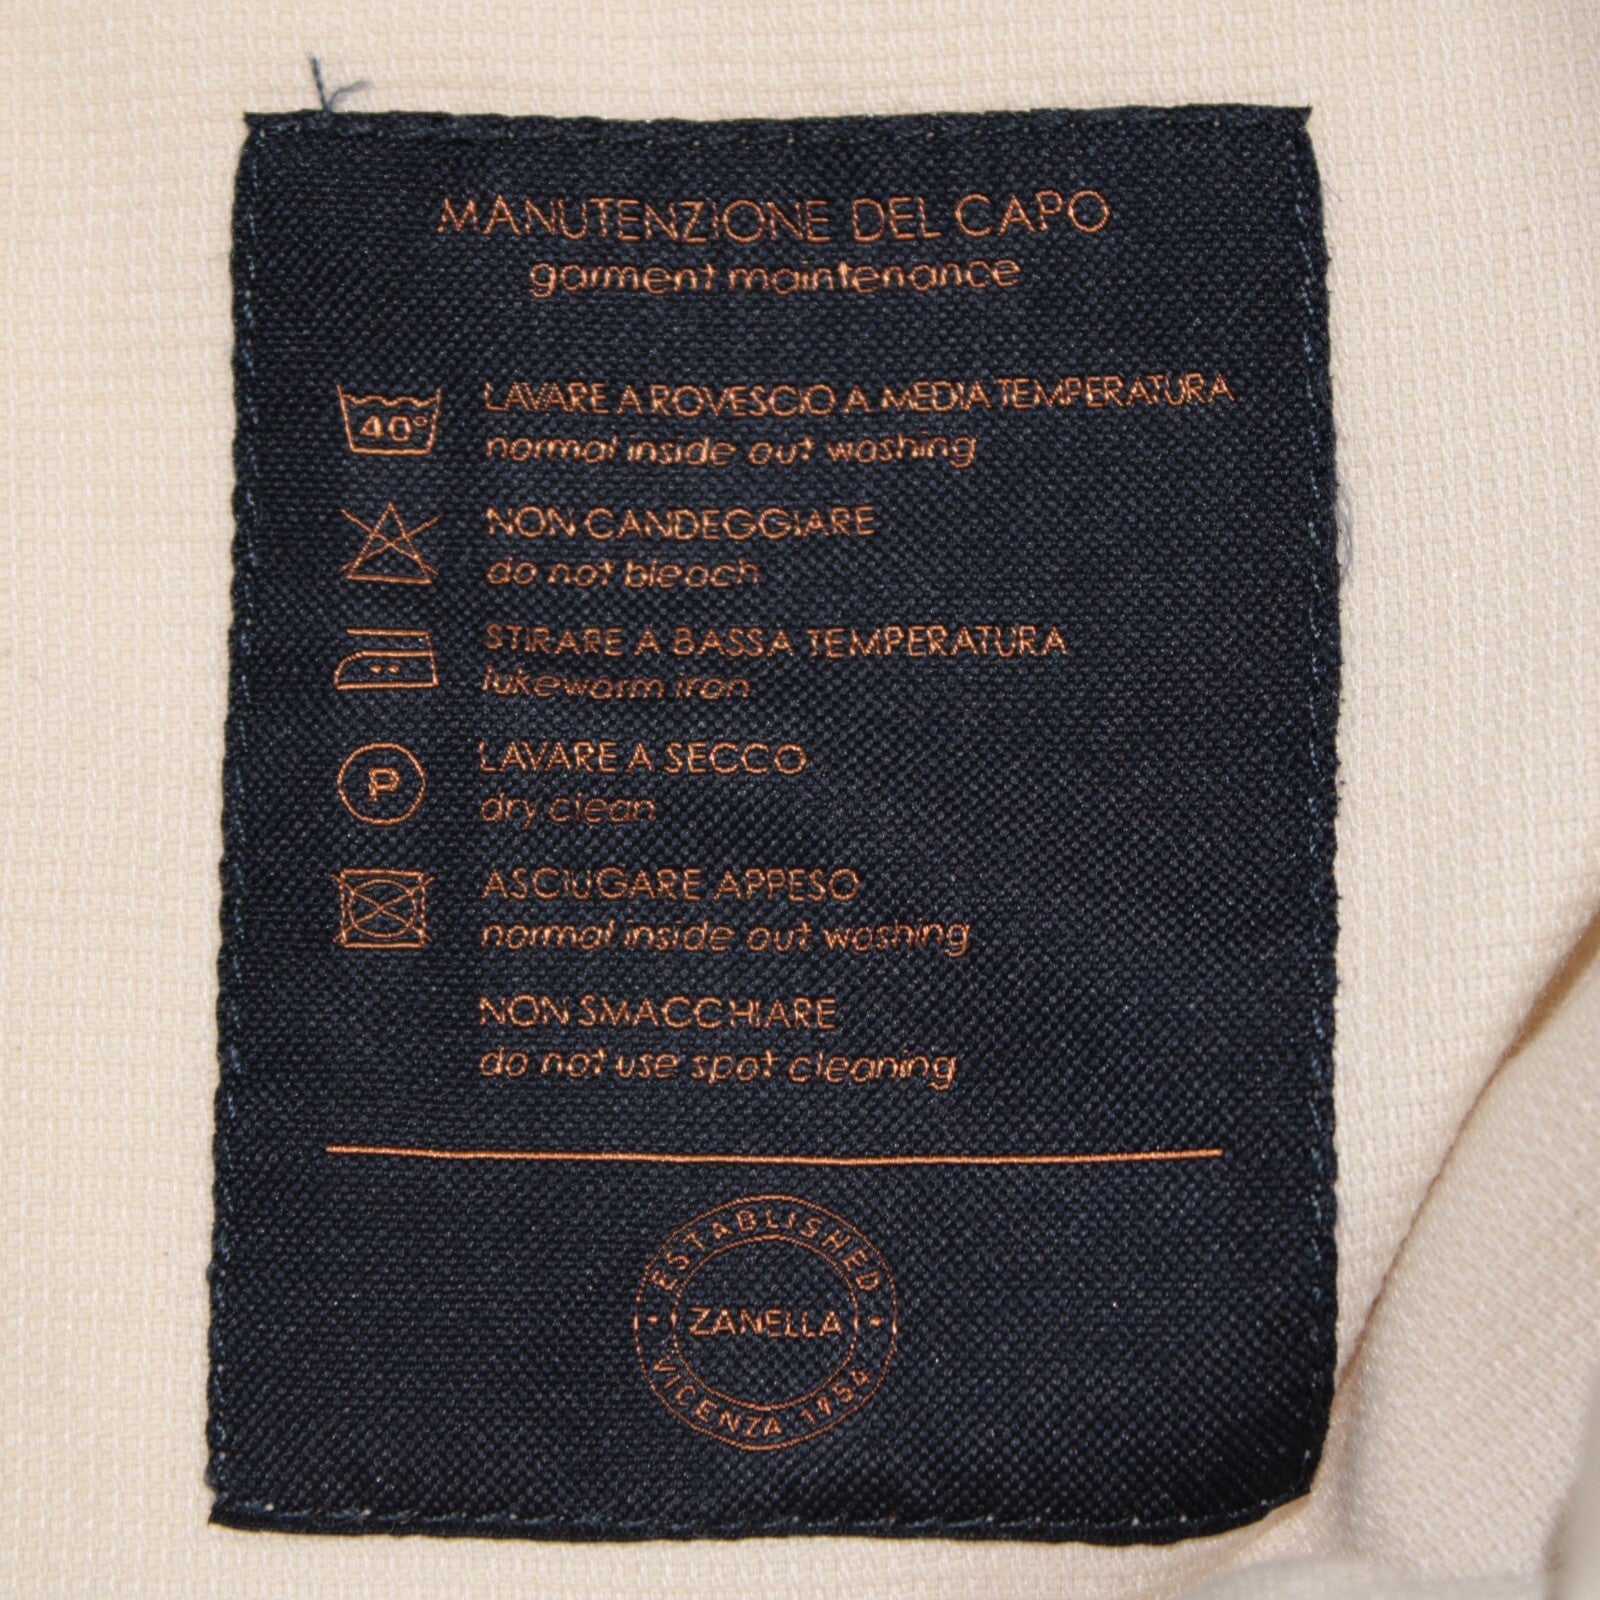 MANUTENZIONE DEL CAPO
garment maintenance
40°
LAVARE A ROVESCIO A MEDIA TEMPERATURA
normal inside out washing
NON CANDEGGIARE
do not bleach
STIRARE A BASSA TEMPERATURA
lukewarm iron
P
LAVARE A SECCO
dry clean
ASCIUGARE APPESO
normal inside out washing
NON SMACCHIARE
do not use spot cleaning
ESTABLISHED
ZANELLA
VICENZA 1954